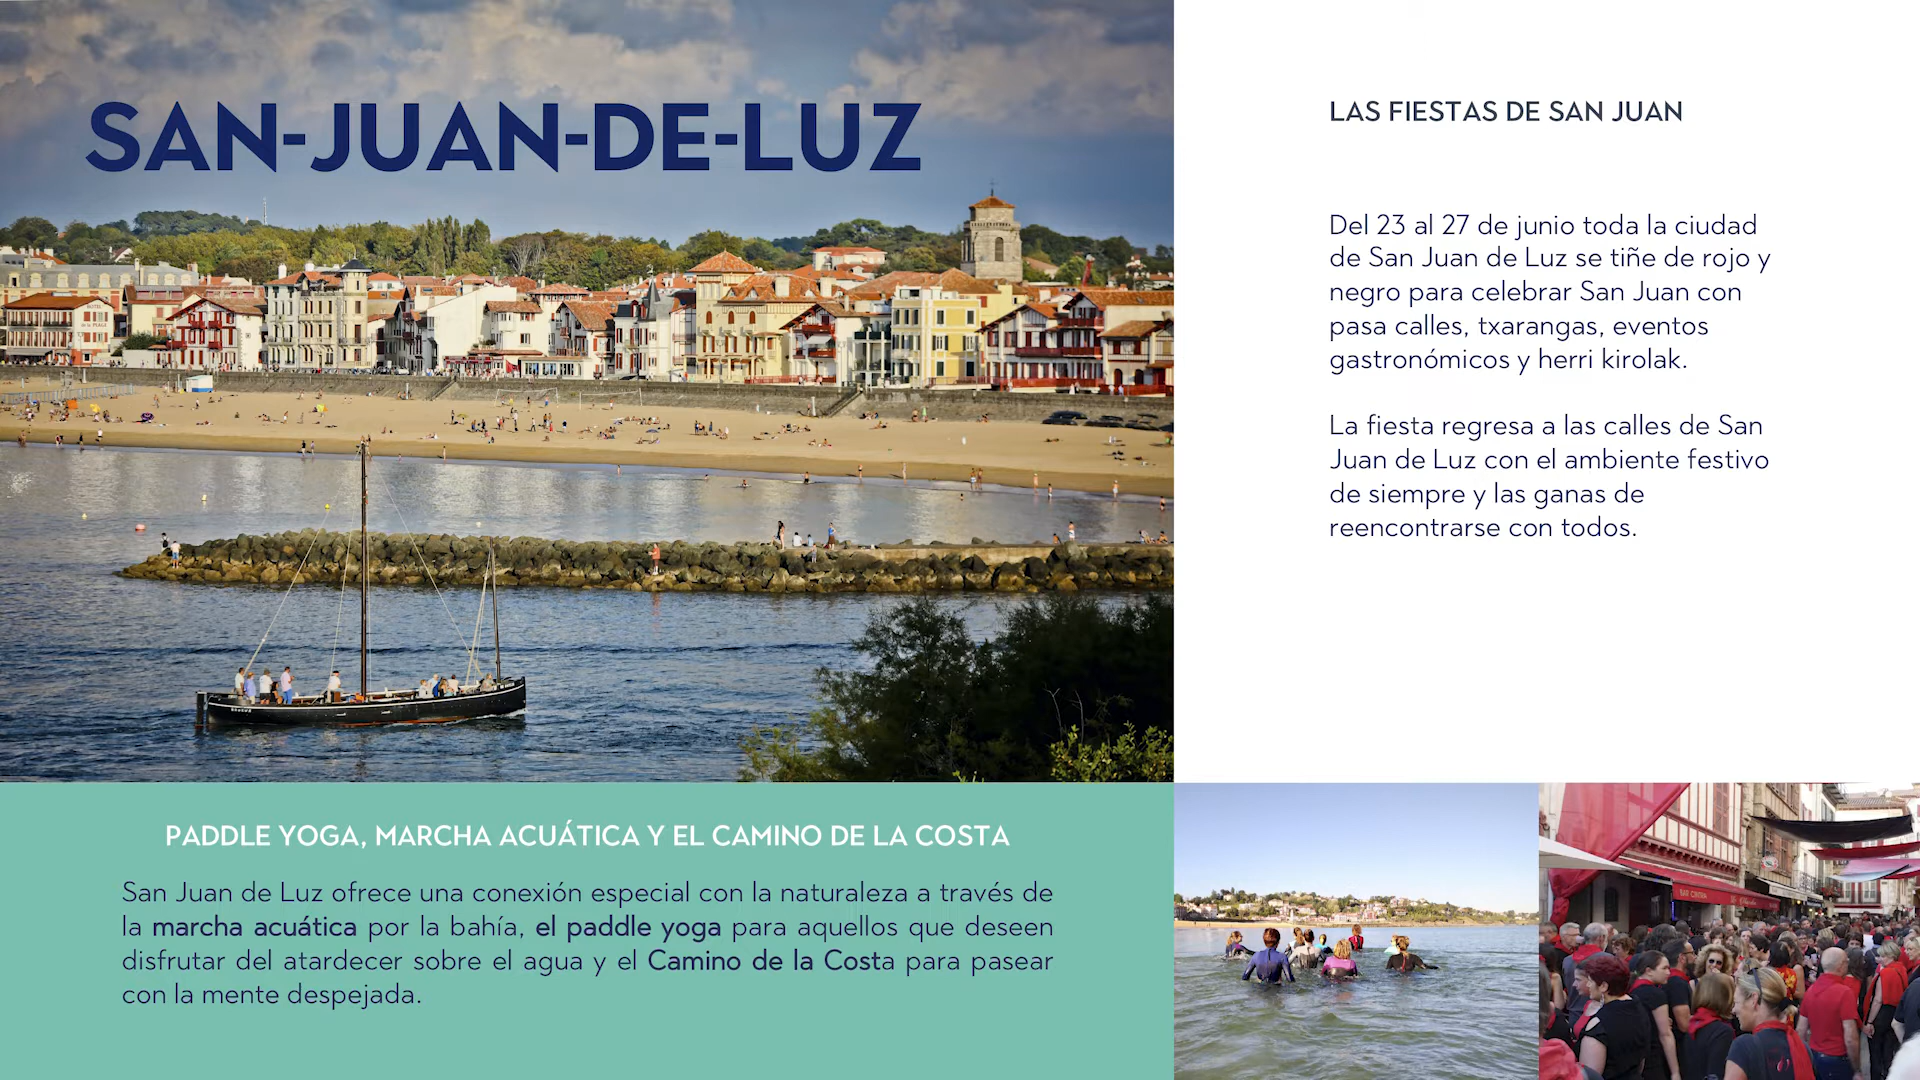 SAN-JUAN-DE-LUZ
LAS FIESTAS DE SAN JUAN
Del 23 al 27 de junio toda la ciudad
de San Juan de Luz se tiñe de rojo y
negro para celebrar San Juan con
pasa calles, txarangas, eventos
gastronómicos y herri kirolak.
La fiesta regresa a las calles de San
Juan de Luz con el ambiente festivo
de siempre y las ganas de
reencontrarse con todos.
PADDLE YOGA, MARCHA ACUÁTICA Y EL CAMINO DE LA COSTA
San Juan de Luz ofrece una conexión especial con la naturaleza a través de
la marcha acuática por la bahía, el paddle yoga para aquellos que deseen
disfrutar del atardecer sobre el agua y el Camino de la Costa para pasear
con la mente despejada.